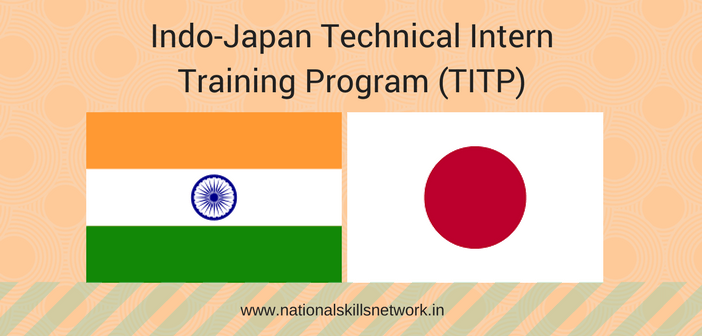 Indo-Japan Technical Intern
Training Program (TITP)
www.nationalskillsnetwork.in